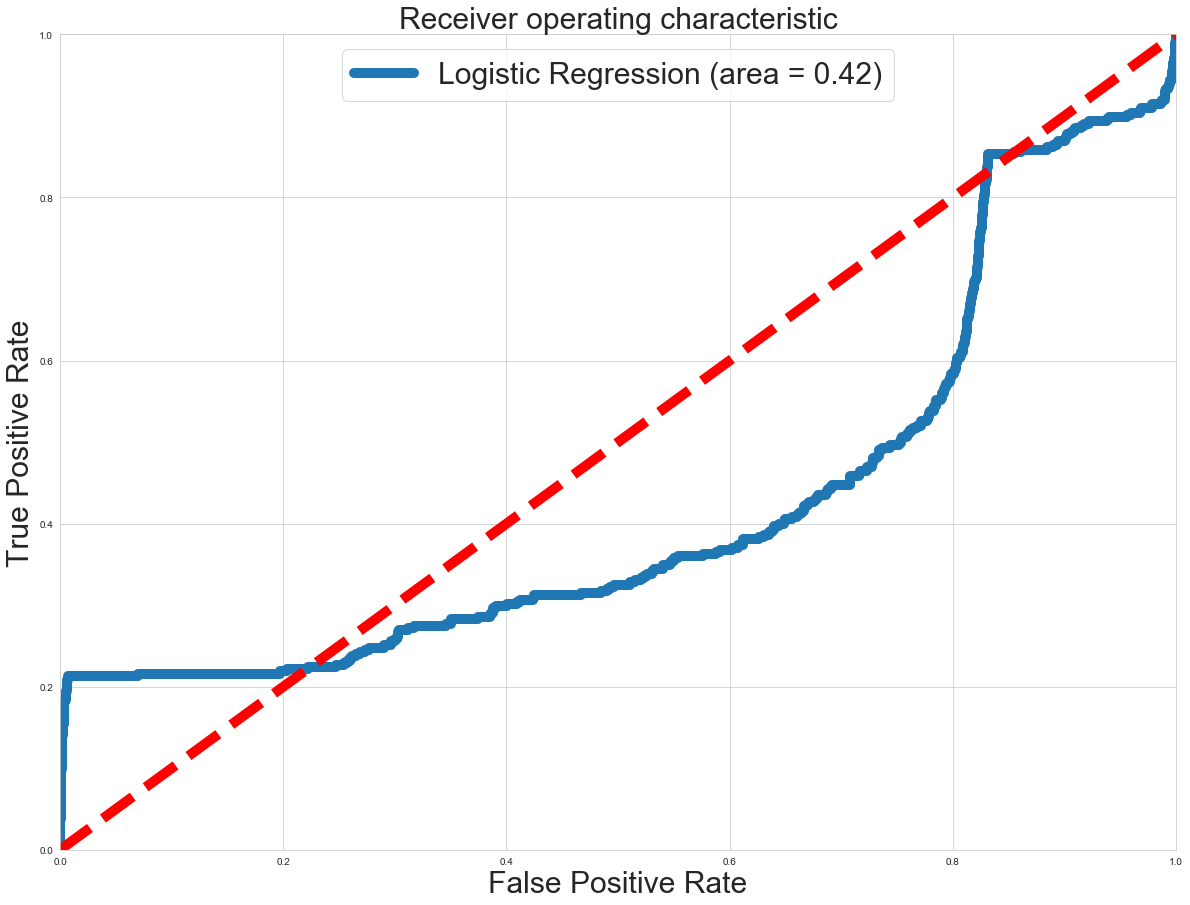 Receiver operating characteristic
Logistic Regression (area = 0.42)
True Positive Rate
1.0
0.8
0.6
0.4
0.2
0.0
0.0 0.2 0.4 0.6 0.8 1.0
False Positive Rate